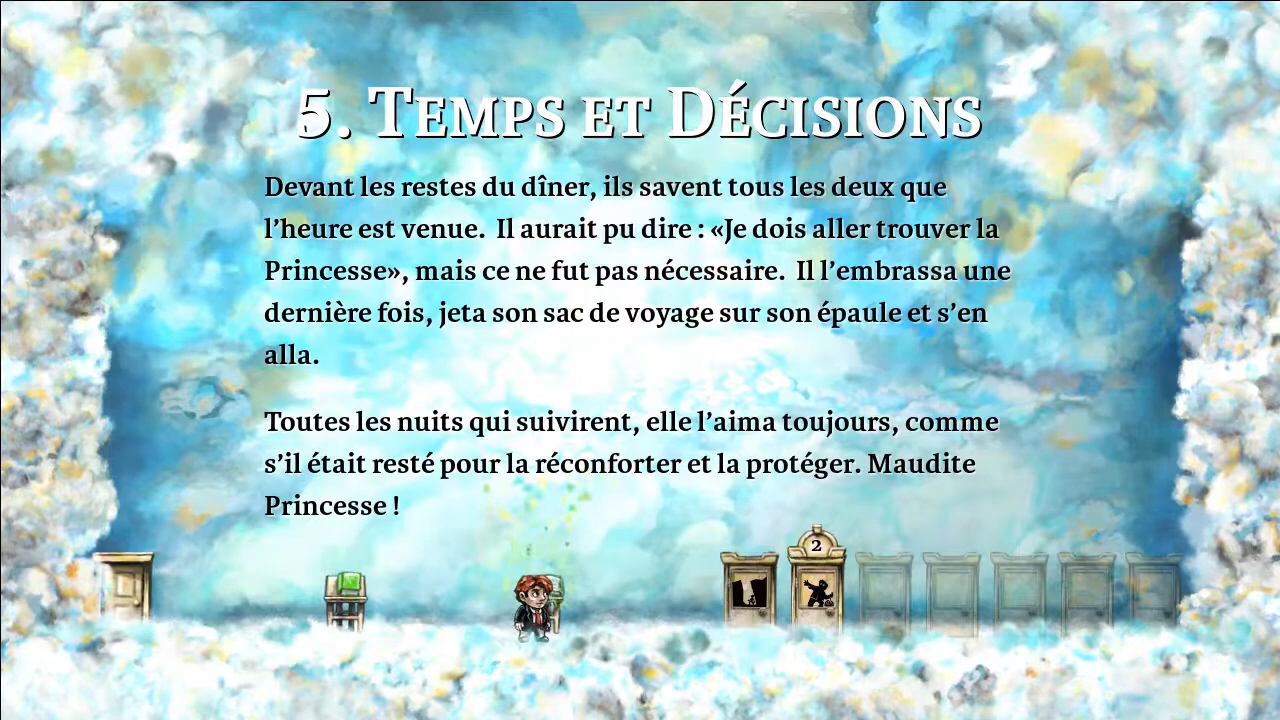 5. Temps et Décisions
Devant les restes du dîner, ils savent tous les deux que
l’heure est venue.  Il aurait pu dire : «Je dois aller trouver la
Princesse», mais ce ne fut pas nécessaire.  Il l’embrassa une
dernière fois, jeta son sac de voyage sur son épaule et s’en
alla.
Toutes les nuits qui suivirent, elle l’aima toujours, comme
s’il était resté pour la réconforter et la protéger. Maudite
Princesse !
2